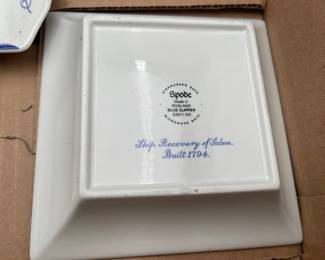 DISHWASHER SAFE
Spode
Made in
ENGLAND
BLUE CLIPPER
MICROWAVE SAFE
Ship Recovery of Salem.
Built 1794.